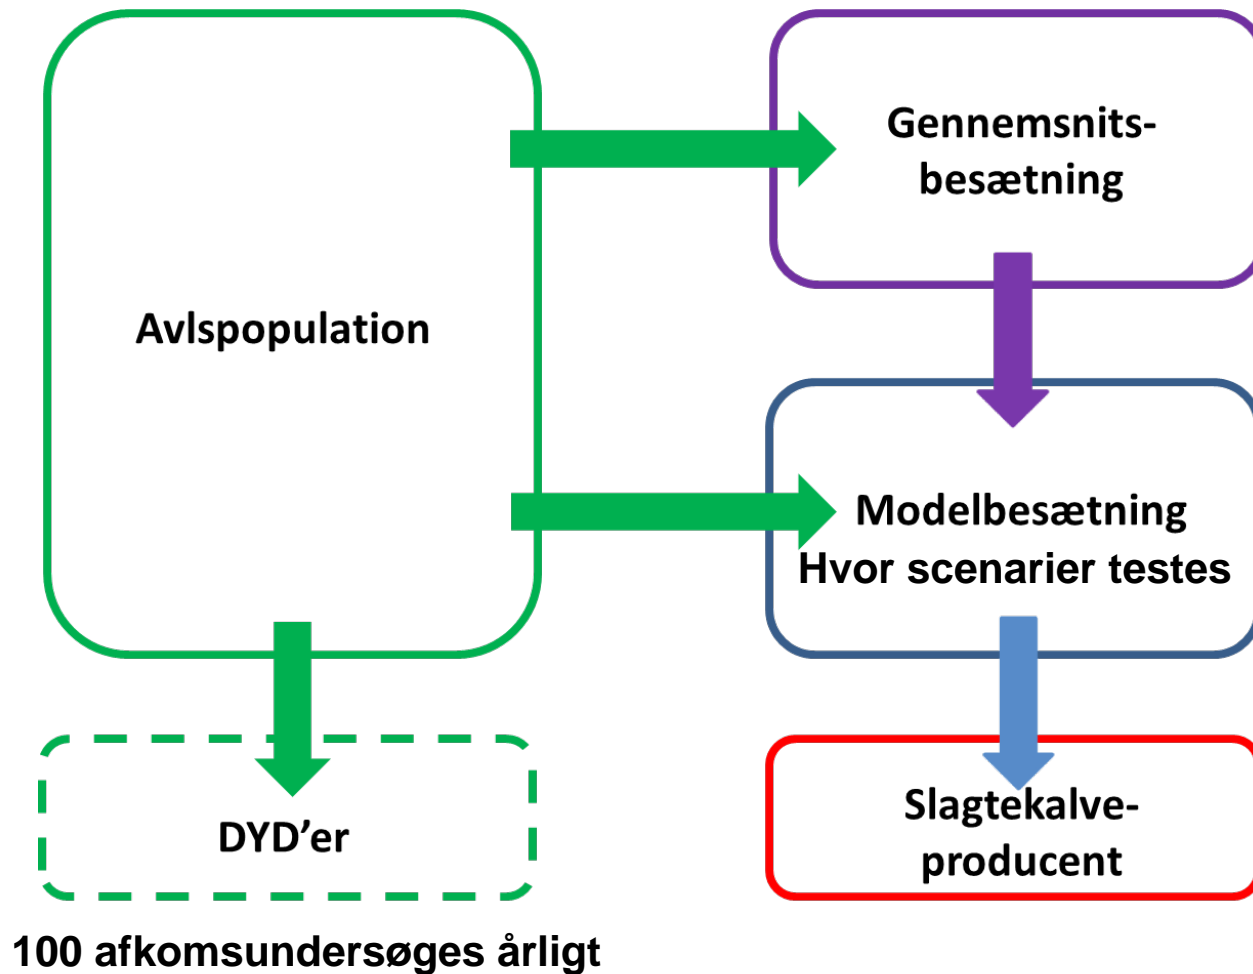 Avlspopulation
Gennemsnits-
besætning
Modelbesætning
Hvor scenarier testes
DYD’er
Slagtekalve-
producent
100 afkomsundersøges årligt